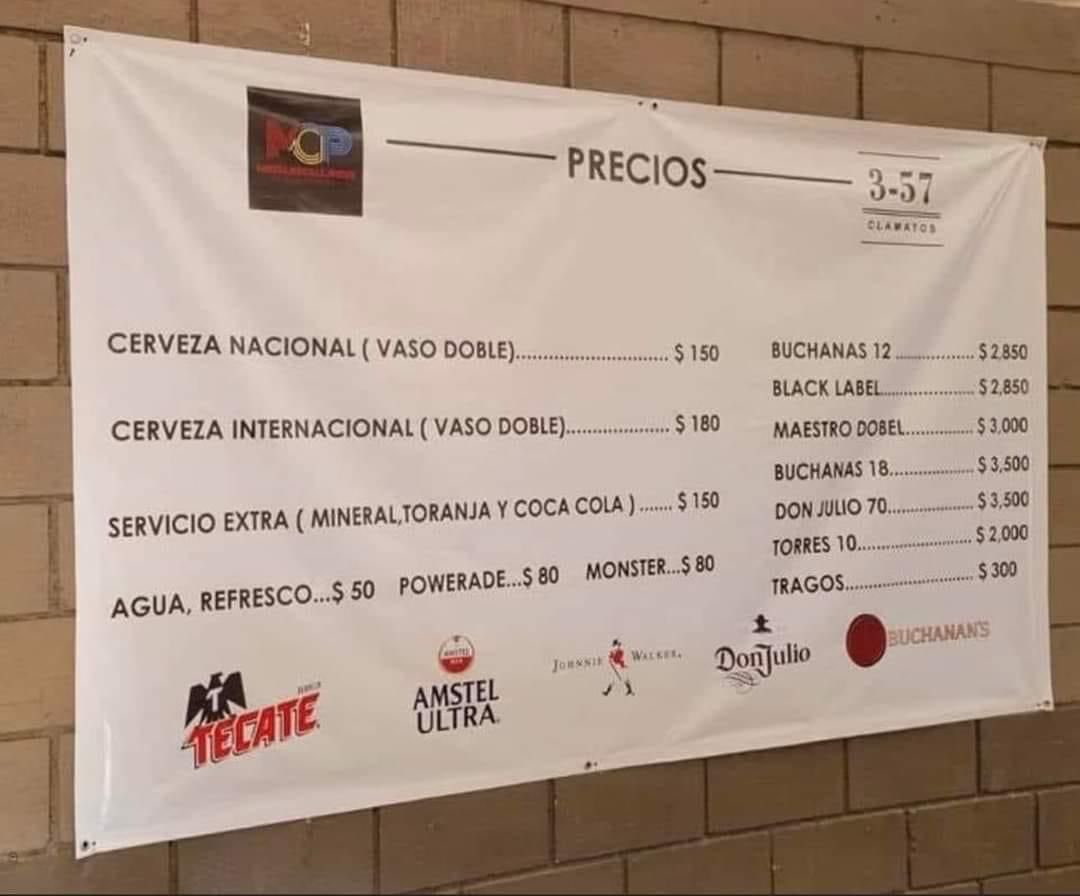 MCP
PRECIOS
3-57
CLAMATOS
CERVEZA NACIONAL ( VASO DOBLE)............................ $ 150
CERVEZA INTERNACIONAL ( VASO DOBLE)................... $ 180
SERVICIO EXTRA ( MINERAL,TORANJA Y COCA COLA )...... $ 150
AGUA, REFRESCO...$ 50 POWERADE...$ 80 MONSTER...$ 80
BUCHANAS 12 ............... $ 2,850
BLACK LABEL.................. $ 2,850
MAESTRO DOBEL............. $ 3,000
BUCHANAS 18................ $ 3,500
DON JULIO 70................ $ 3,500
TORRES 10..................... $ 2,000
TRAGOS........................ $ 300
TECATE
AMSTEL
ULTRA
JOHNNIE WALKER.
Don Julio
BUCHANAN'S